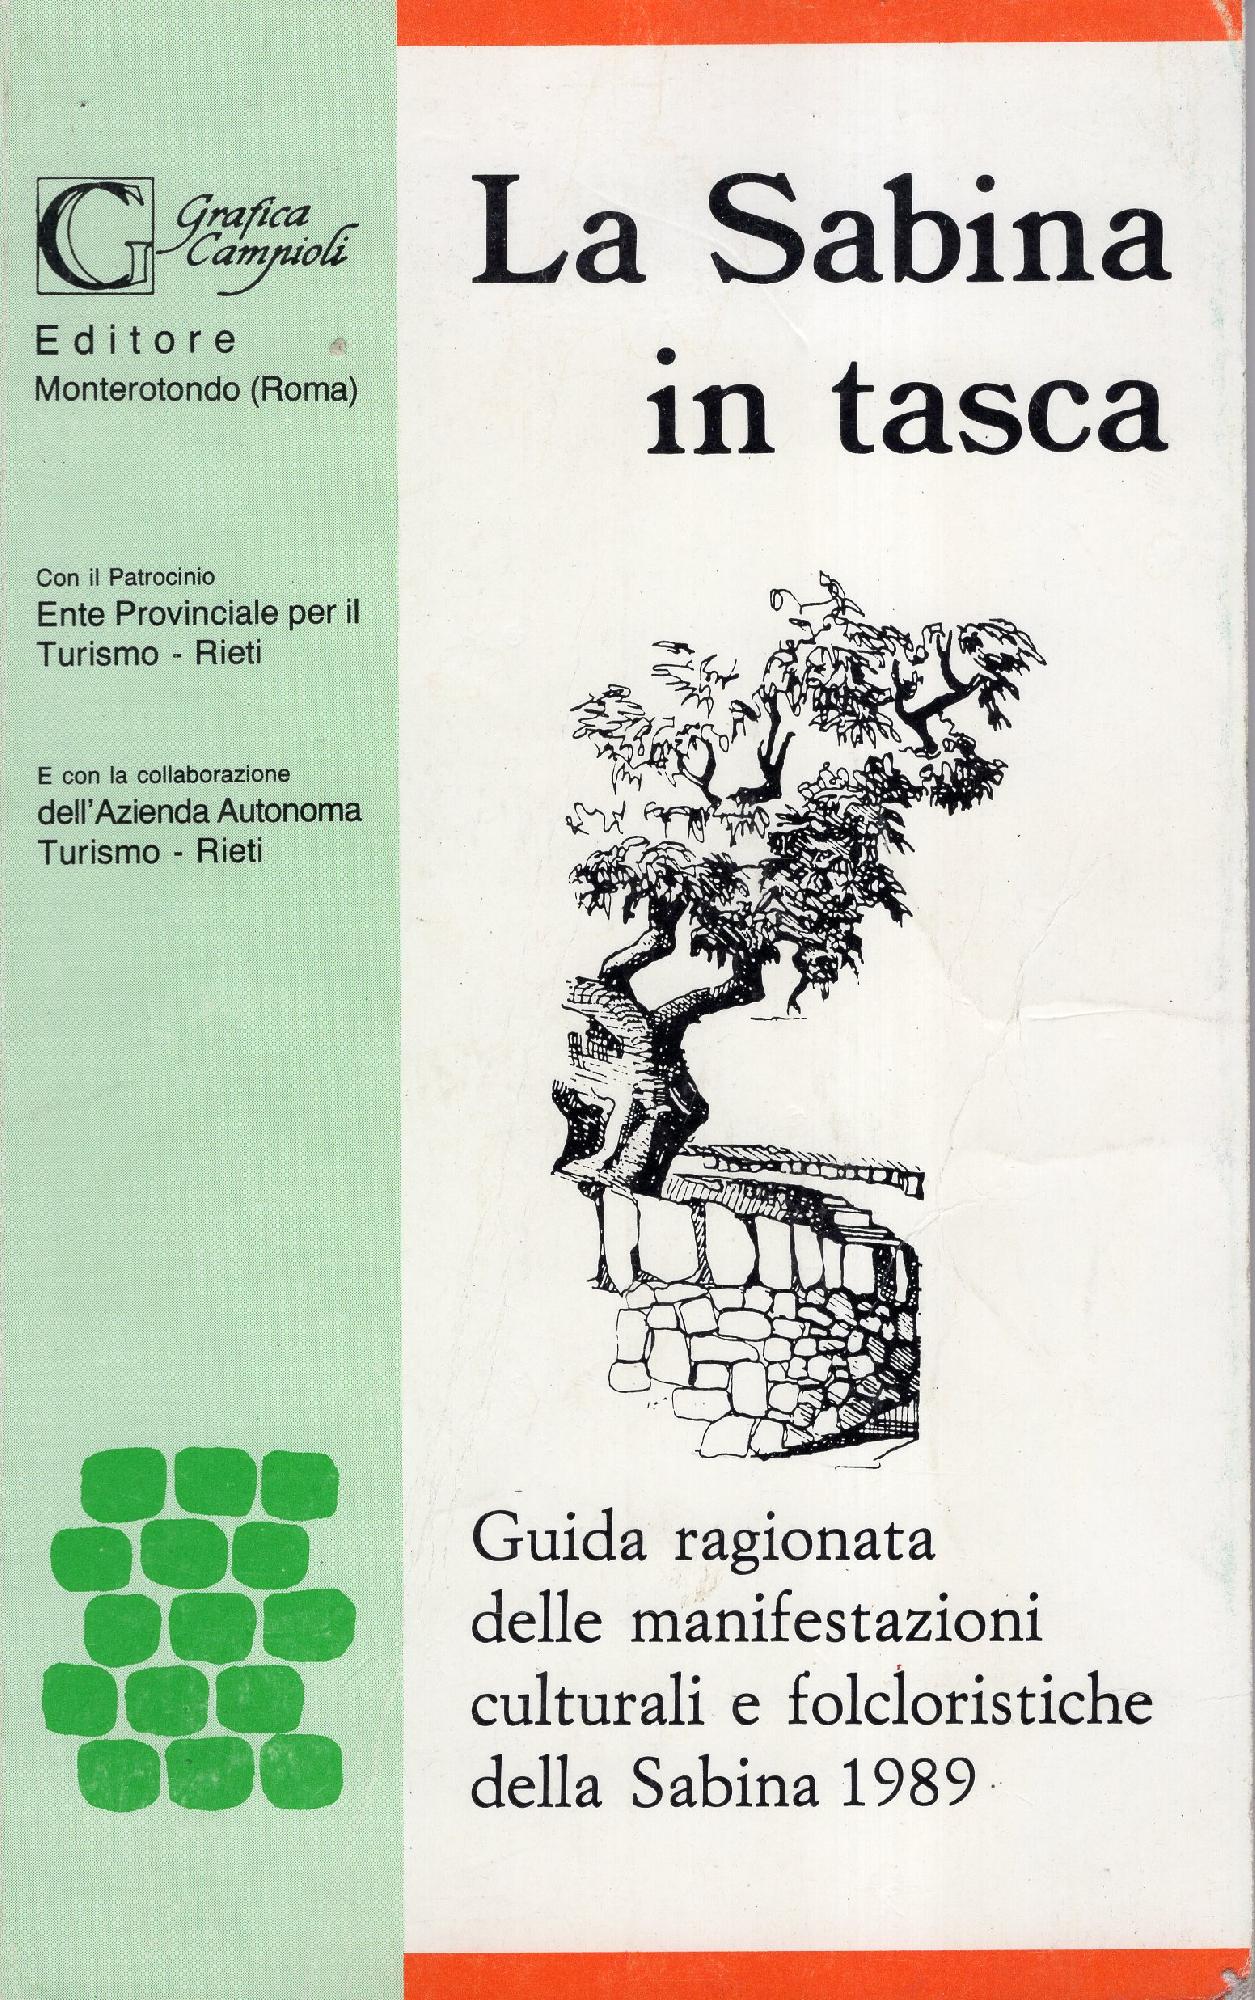 G
Grafica
Campioli
Editore
Monterotondo (Roma)
Con il Patrocinio
Ente Provinciale per il
Turismo - Rieti
E con la collaborazione
dell'Azienda Autonoma
Turismo - Rieti
La Sabina
in tasca
Guida ragionata
delle manifestazioni
culturali e folcloristiche
della Sabina 1989